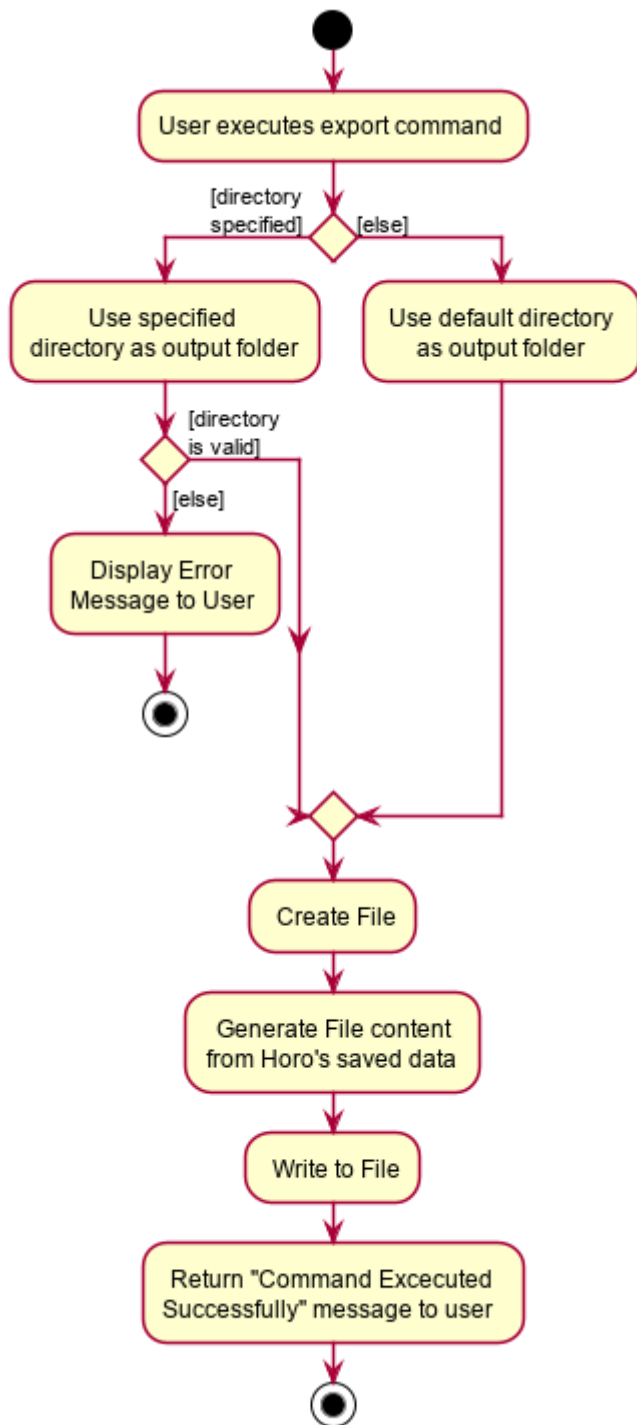 User executes export command
[directory
specified]
[else]
Use specified
directory as output folder
Use default directory
as output folder
[directory
is valid]
[else]
Display Error
Message to User
Create File
Generate File content
from Horo's saved data
Write to File
Return "Command Excecuted
Successfully" message to user